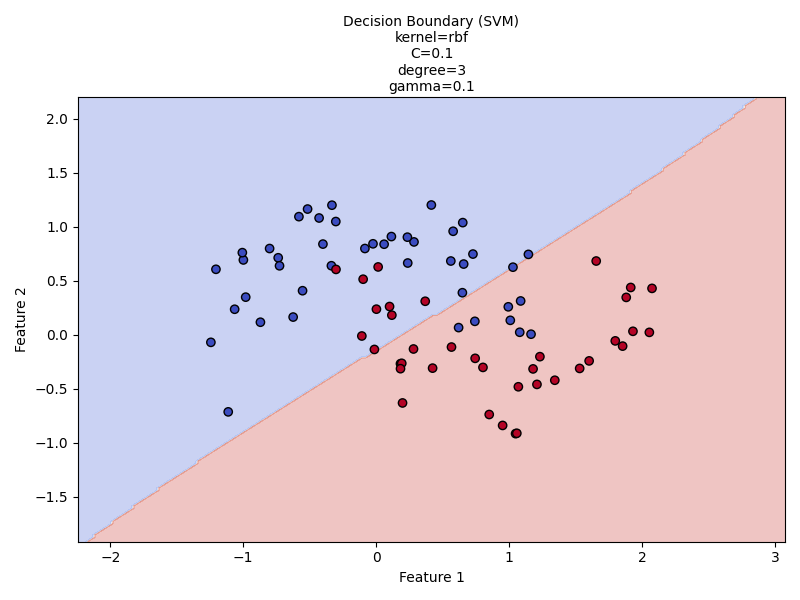 Decision Boundary (SVM)
kernel=rbf
C=0.1
degree=3
gamma=0.1
2.0
1.5
1.0
0.5
0.0
−0.5
−1.0
−1.5
Feature 2
−2
−1
0
1
2
3
Feature 1